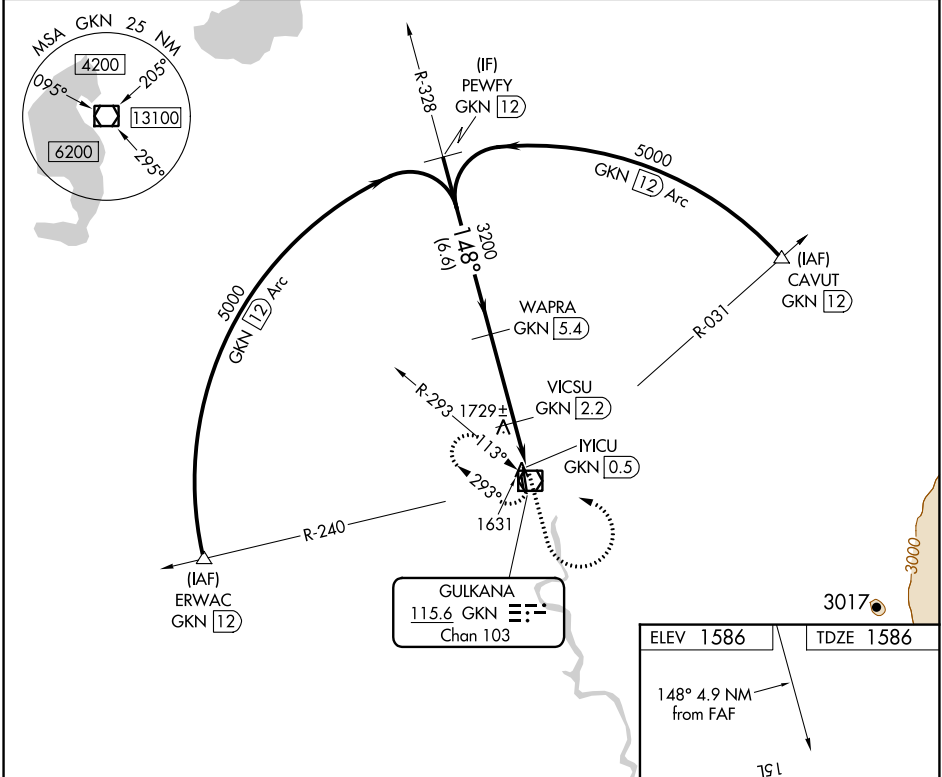 MSA GKN 25 NM
4200
095°
205°
13100
6200
295°
R-328
(IF)
PEWFY
GKN 12
5000
GKN 12 Arc
5000
GKN 12 Arc
3200
148°
(6.6)
(IAF)
CAVUT
GKN 12
R-031
WAPRA
GKN 5.4
VICSU
GKN 2.2
R-293
1729±
113°
293°
IYICU
GKN 0.5
1631
R-240
(IAF)
ERWAC
GKN 12
GULKANA
115.6 GKN
Chan 103
3000
3017
ELEV 1586
TDZE 1586
148° 4.9 NM
from FAF
15L